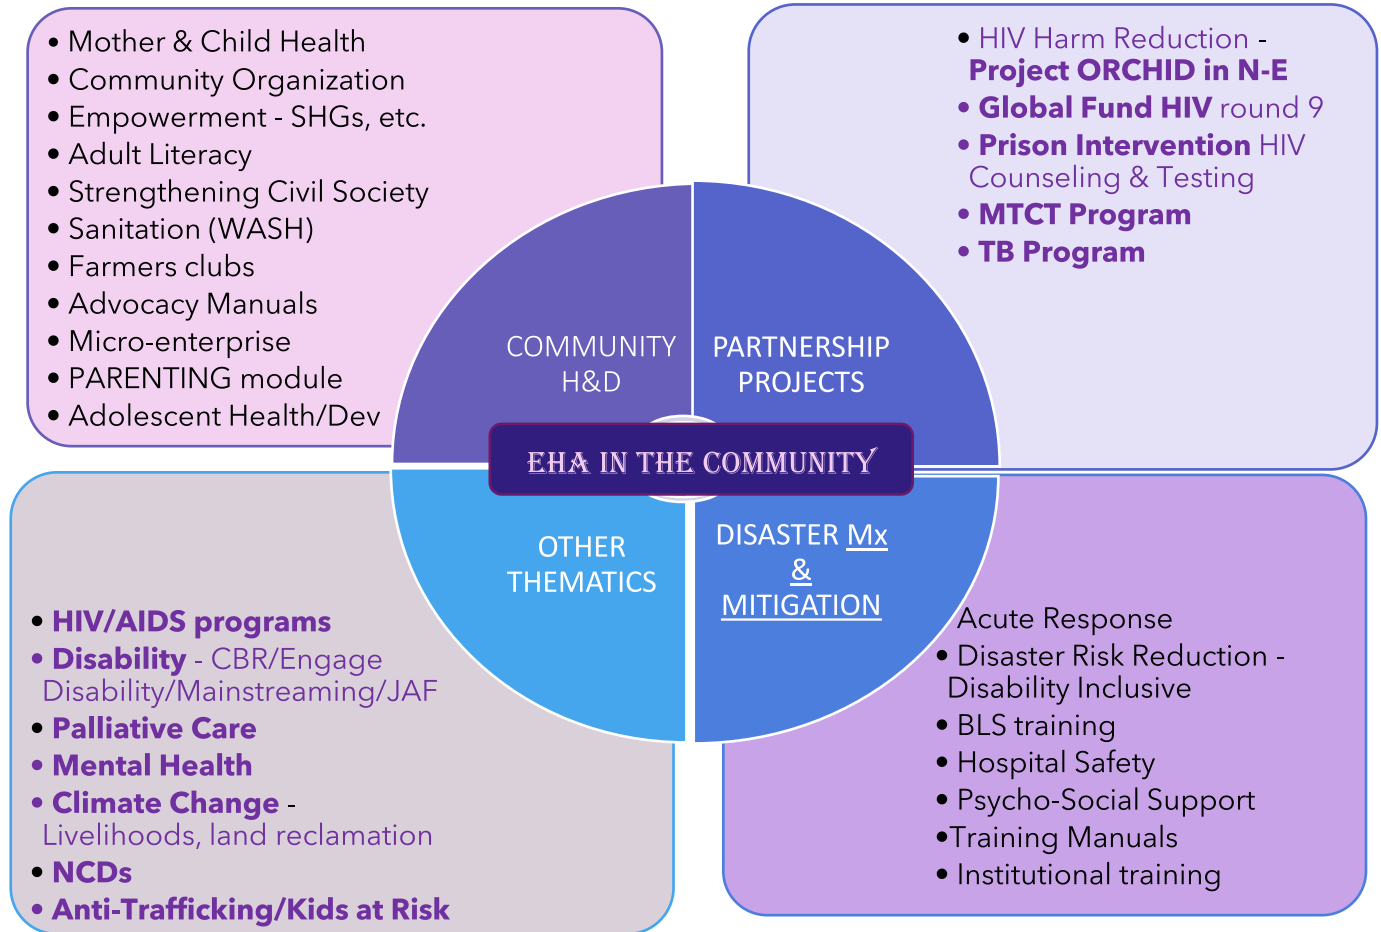 • Mother & Child Health
• Community Organization
• Empowerment - SHGs, etc.
• Adult Literacy
• Strengthening Civil Society
• Sanitation (WASH)
• Farmers clubs
• Advocacy Manuals
• Micro-enterprise
• PARENTING module
• Adolescent Health/Dev
• HIV Harm Reduction -
Project ORCHID in N-E
• Global Fund HIV round 9
• Prison Intervention HIV
Counseling & Testing
• MTCT Program
• TB Program
COMMUNITY
H&D
PARTNERSHIP
PROJECTS
EHA IN THE COMMUNITY
OTHER
THEMATICS
DISASTER Mx
&
MITIGATION
• HIV/AIDS programs
• Disability - CBR/Engage
Disability/Mainstreaming/JAF
• Palliative Care
• Mental Health
• Climate Change -
Livelihoods, land reclamation
• NCDs
• Anti-Trafficking/Kids at Risk
Acute Response
• Disaster Risk Reduction -
Disability Inclusive
• BLS training
• Hospital Safety
• Psycho-Social Support
•Training Manuals
• Institutional training